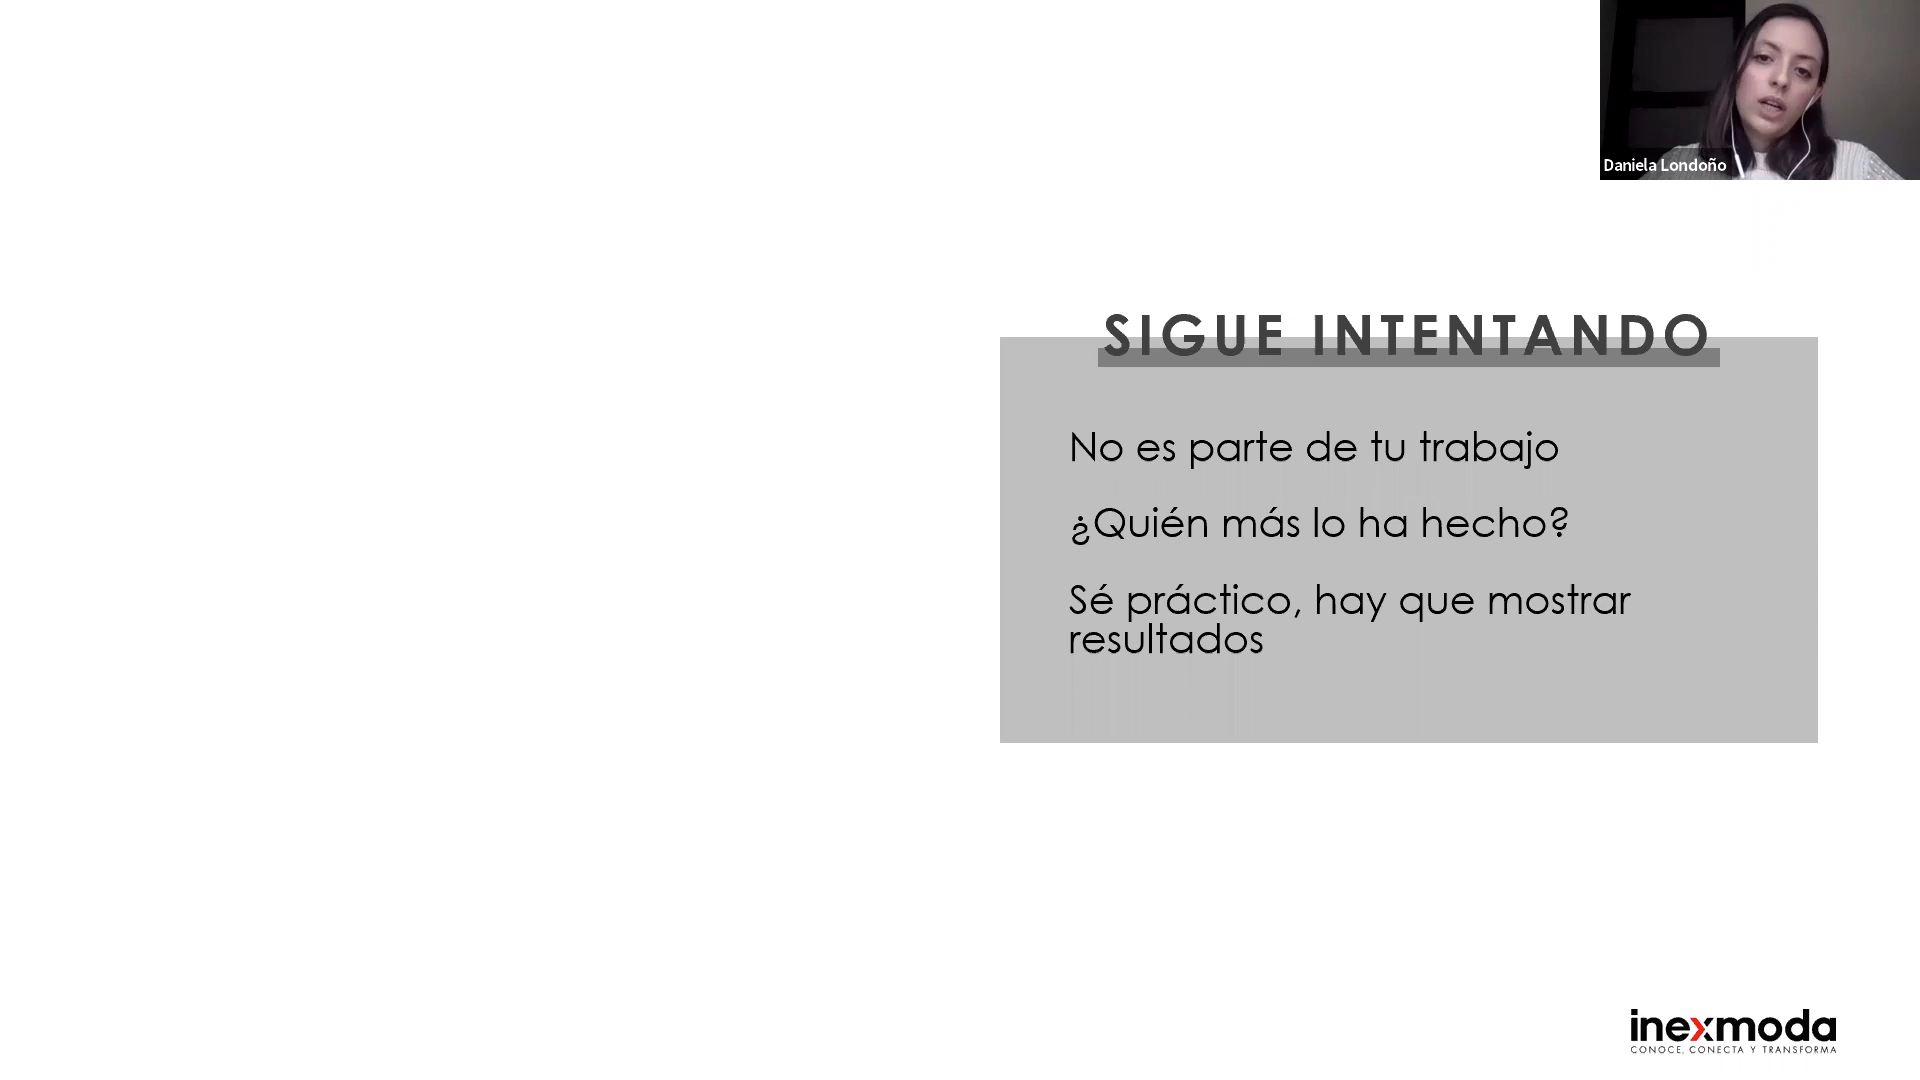 Daniela Londoño
SIGUE INTENTANDO
No es parte de tu trabajo
¿Quién más lo ha hecho?
Sé práctico, hay que mostrar
resultados
inexmoda
CONOCE, CONECTA Y TRANSFORMA